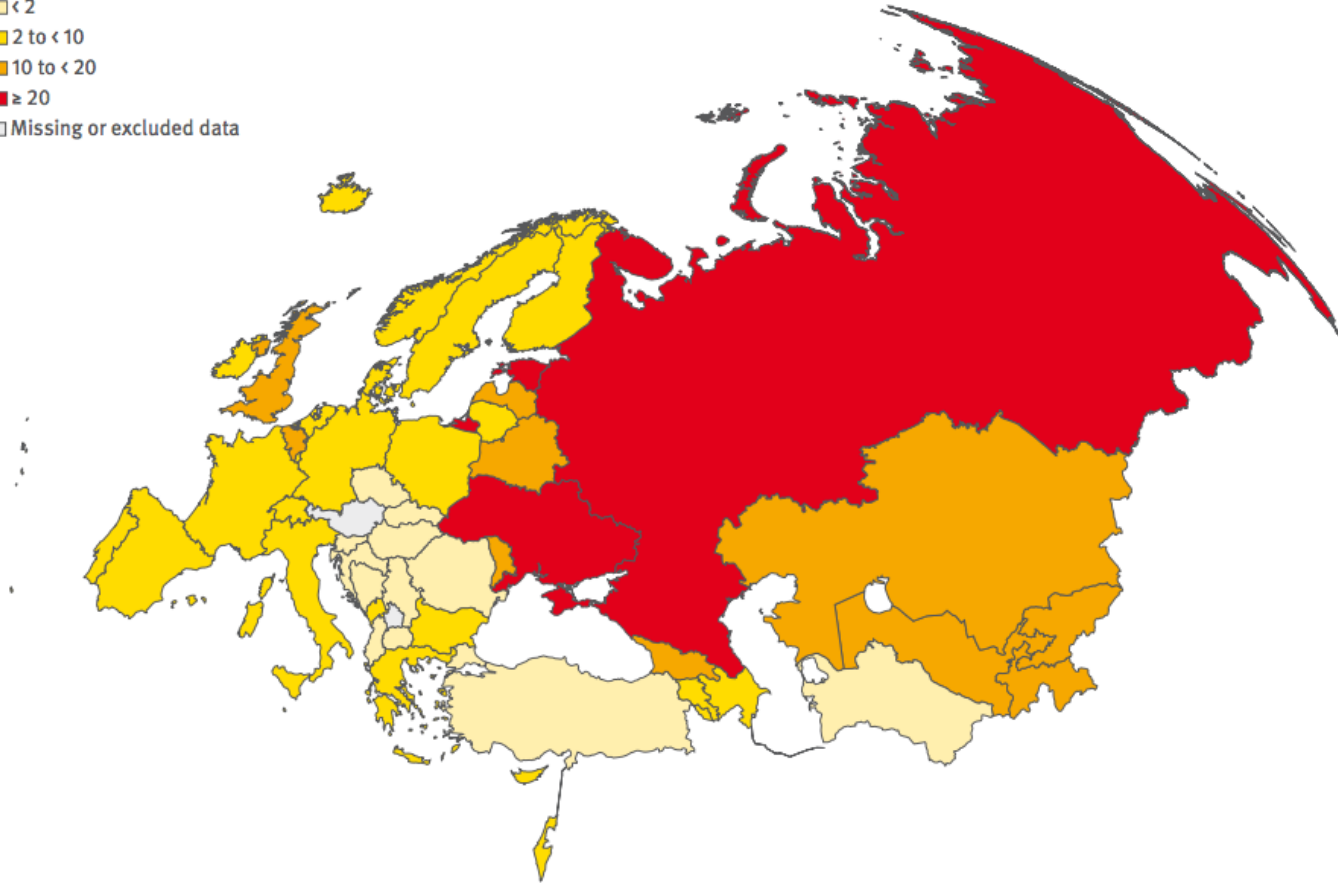 < 2
2 to < 10
10 to < 20
≥ 20
Missing or excluded data